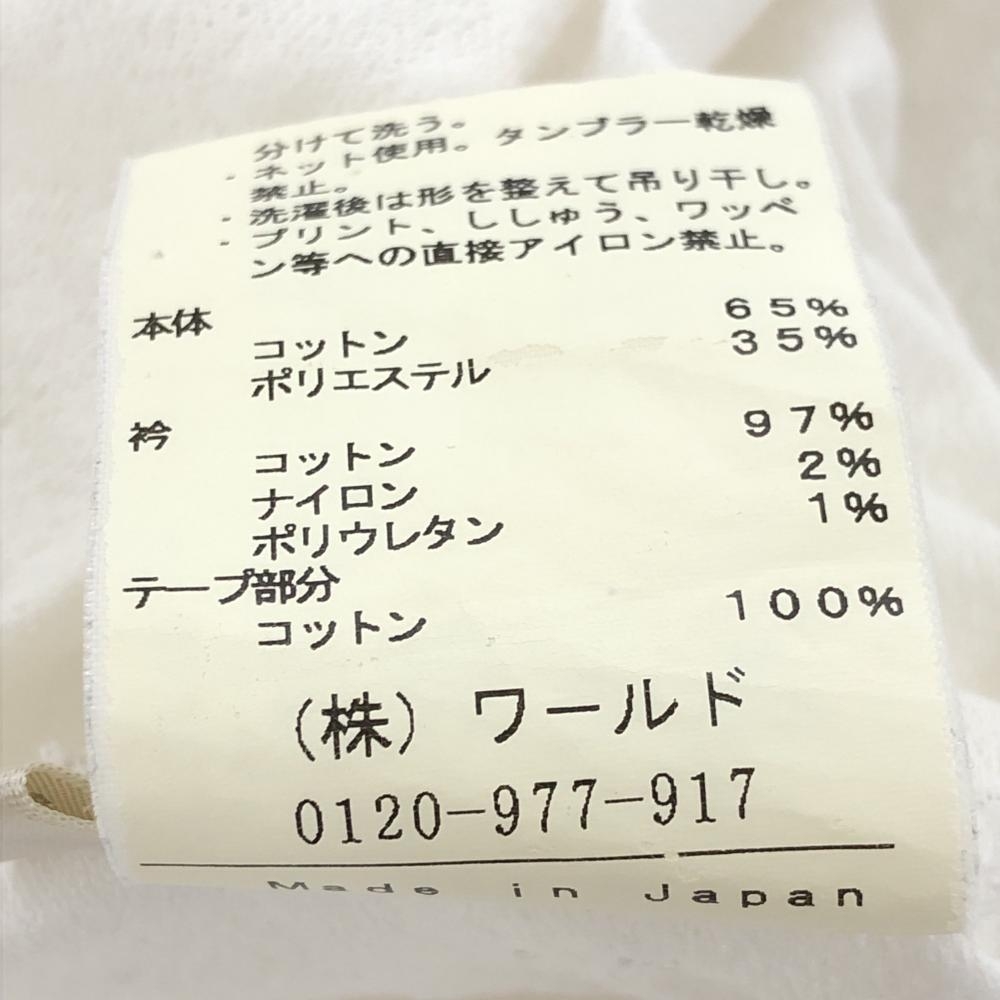 分けて洗う。
・ネット使用。タンブラー乾燥
禁止。
・洗濯後は形を整えて吊り干し。
・プリント、ししゅう、ワッペ
ン等への直接アイロン禁止。
本体
コットン 65%
ポリエステル 35%
衿
コットン 97%
ナイロン 2%
ポリウレタン 1%
テープ部分
コットン 100%
(株) ワールド
0120-977-917
Made in Japan